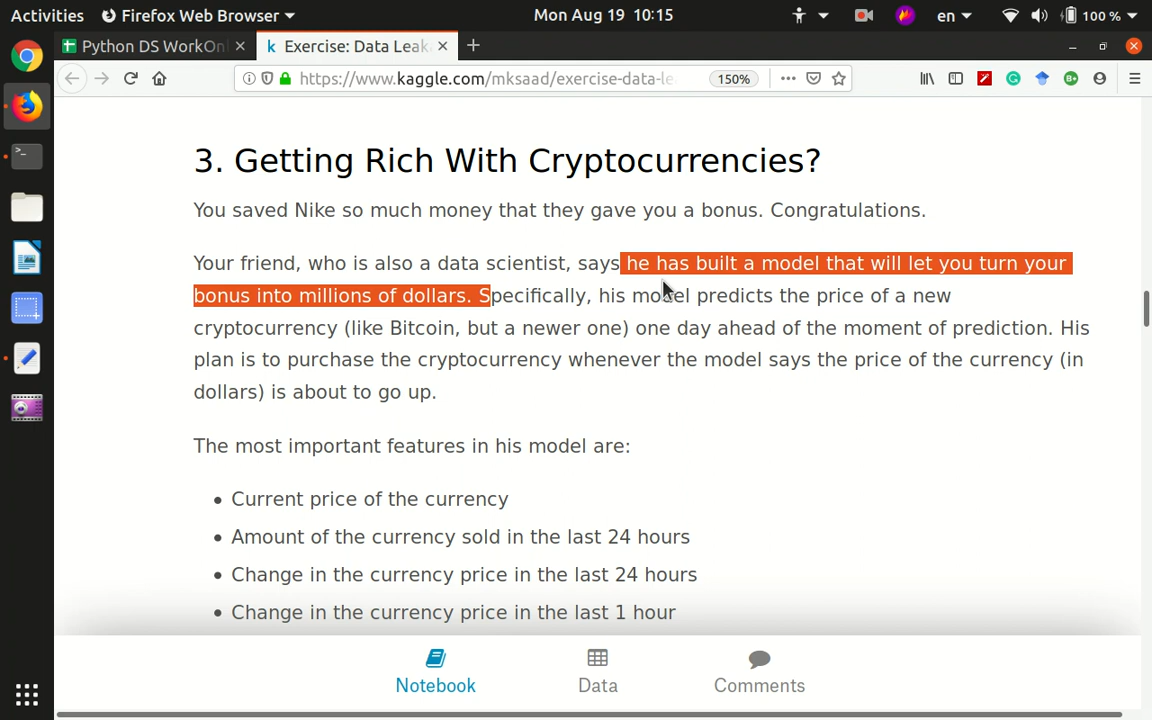 Activities Firefox Web Browser Mon Aug 19 10:15 en 100 %
Python DS WorkOnl Exercise: Data Leak
https://www.kaggle.com/mksaad/exercise-data-le 150%
3. Getting Rich With Cryptocurrencies?
You saved Nike so much money that they gave you a bonus. Congratulations.
Your friend, who is also a data scientist, says he has built a model that will let you turn your
bonus into millions of dollars. Specifically, his model predicts the price of a new
cryptocurrency (like Bitcoin, but a newer one) one day ahead of the moment of prediction. His
plan is to purchase the cryptocurrency whenever the model says the price of the currency (in
dollars) is about to go up.
The most important features in his model are:
• Current price of the currency
• Amount of the currency sold in the last 24 hours
• Change in the currency price in the last 24 hours
• Change in the currency price in the last 1 hour
Notebook Data Comments